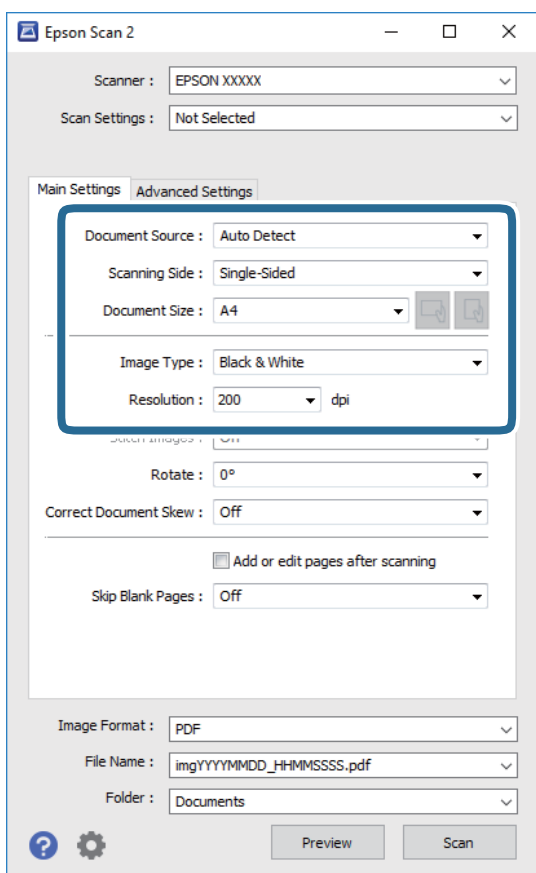 Epson Scan 2
Scanner : EPSON XXXXX
Scan Settings : Not Selected
Main Settings Advanced Settings
Document Source : Auto Detect
Scanning Side : Single-Sided
Document Size : A4
Image Type : Black & White
Resolution : 200 dpi
Rotate : 0°
Correct Document Skew : Off
Add or edit pages after scanning
Skip Blank Pages : Off
Image Format : PDF
File Name : imgYYYYMMDD_HHMMSSSS.pdf
Folder : Documents
? Preview Scan